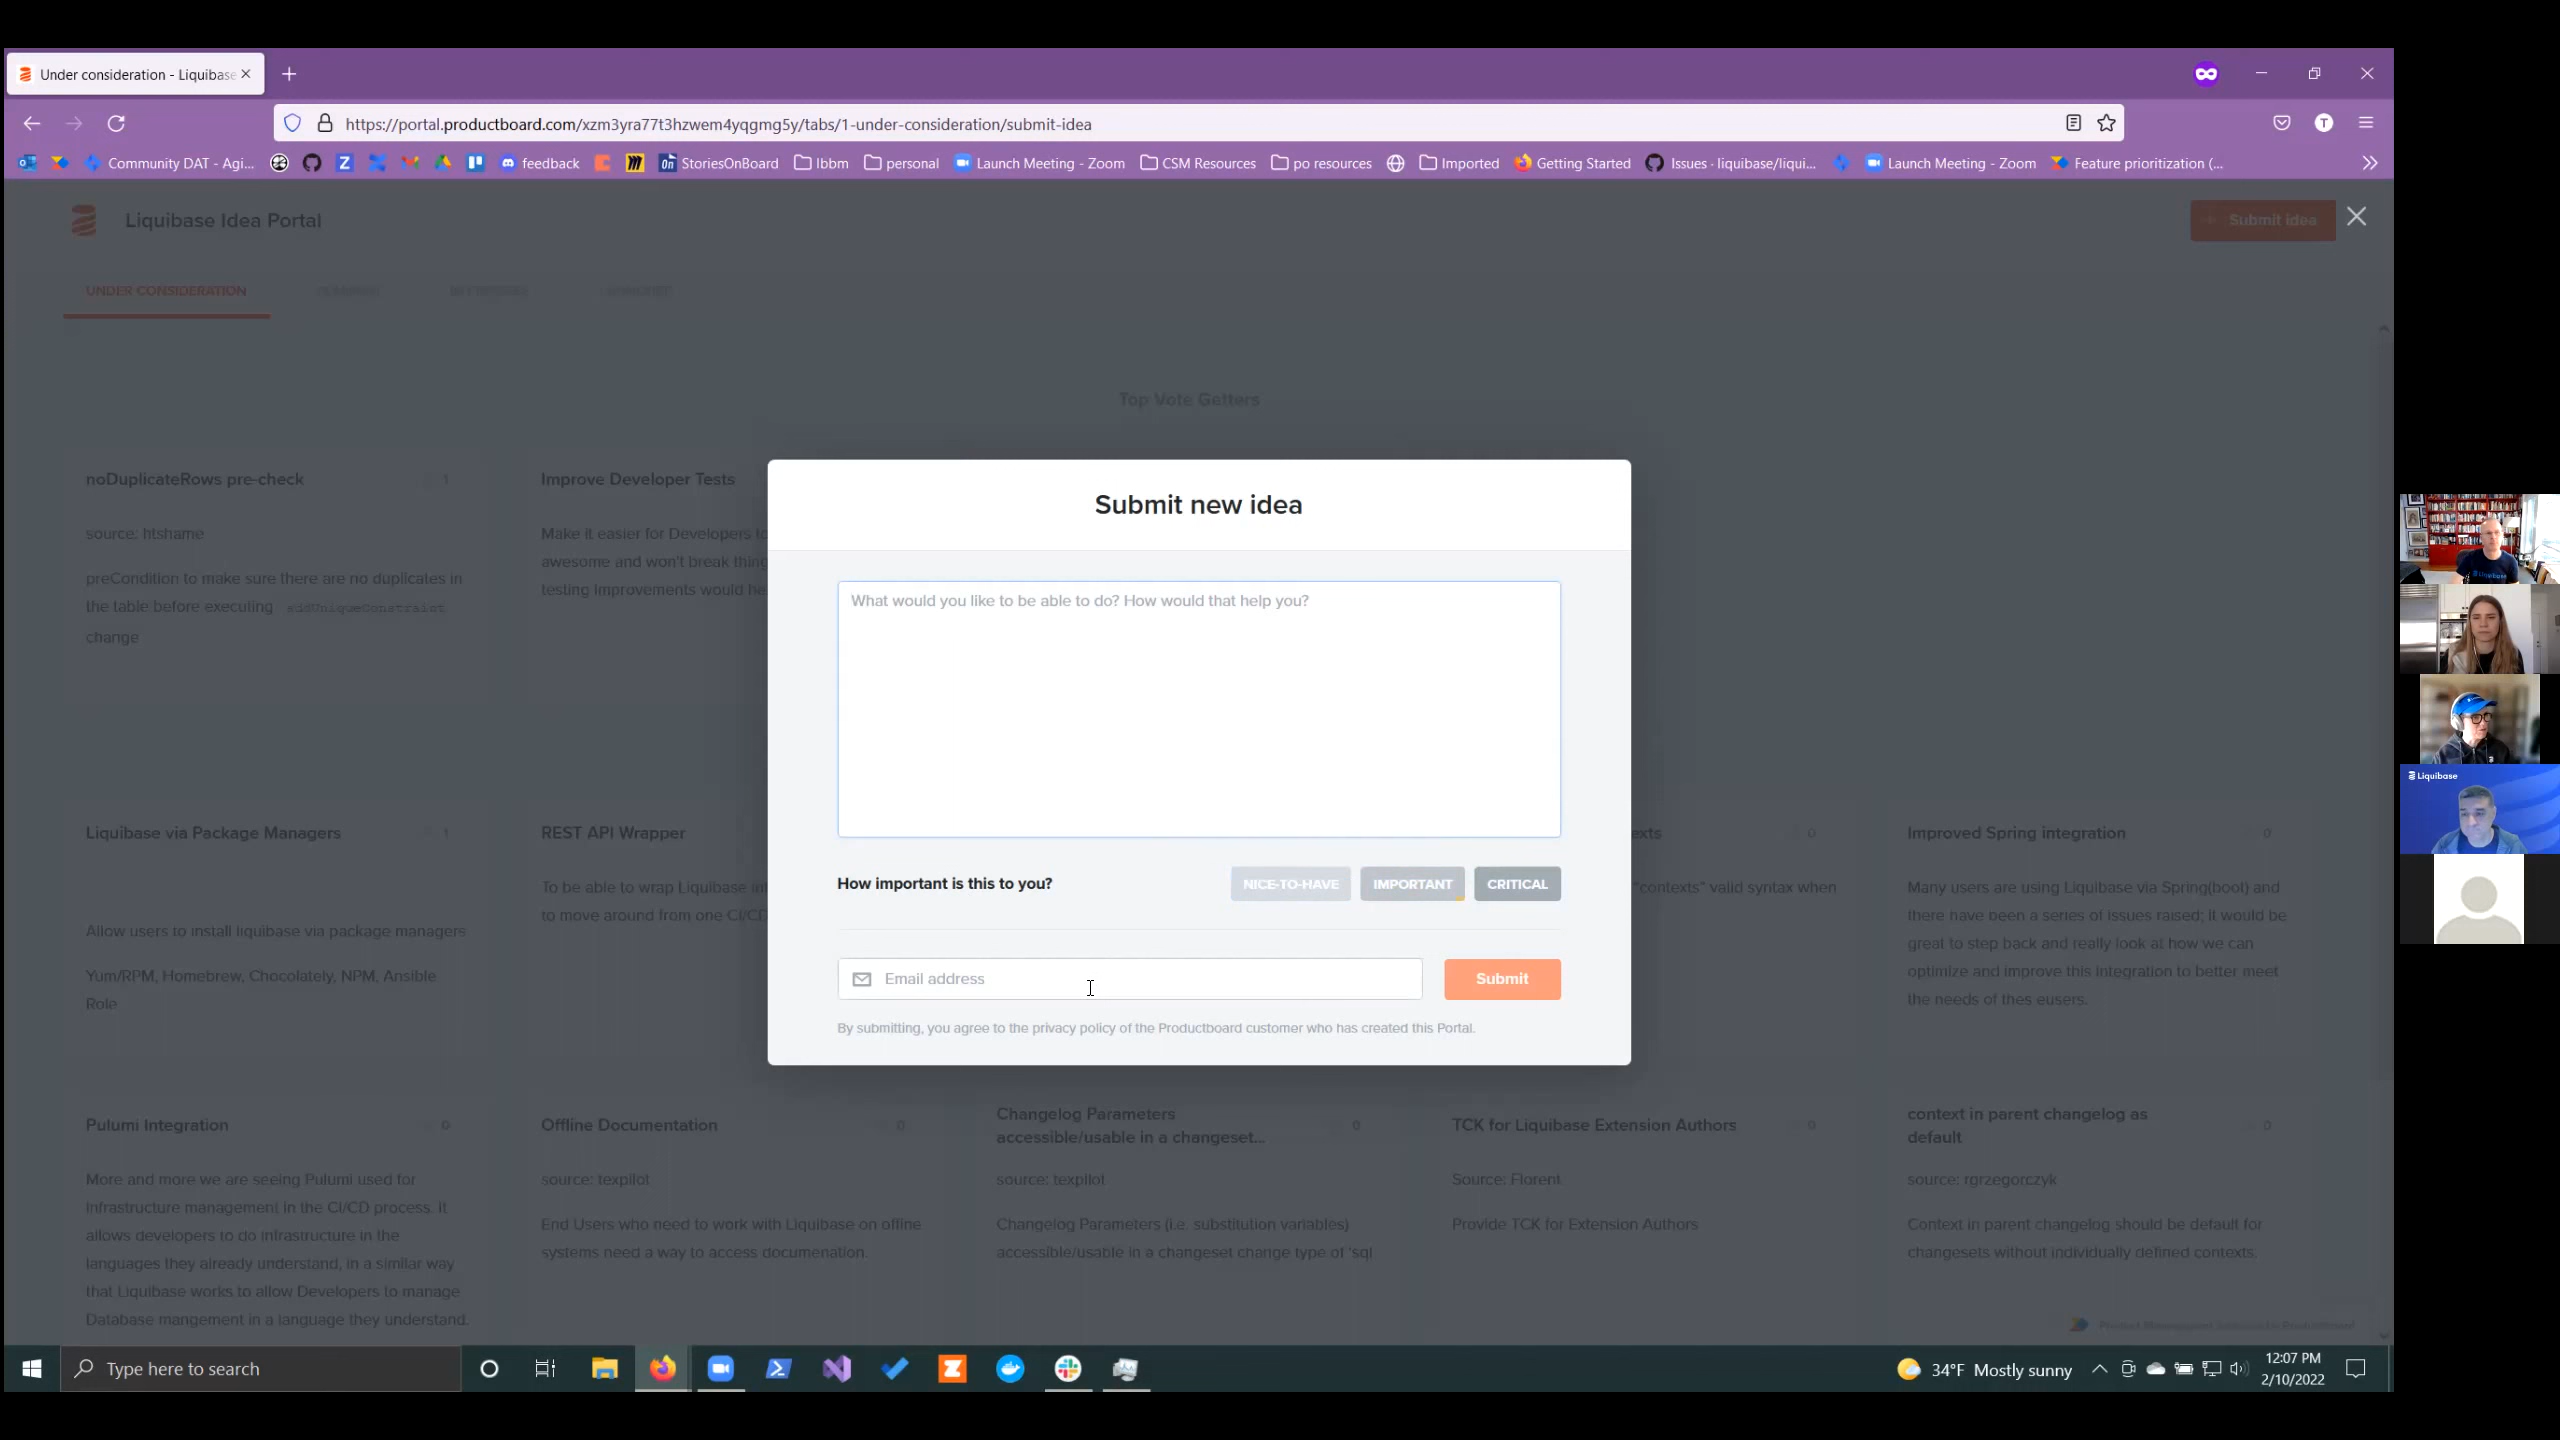 Under consideration - Liquibase
https://portal.productboard.com/xzm3yra77t3hzwem4yqgmg5y/tabs/1-under-consideration/submit-idea
T
Community DAT - Agi...
feedback
StoriesOnBoard
lbbm
personal
Launch Meeting - Zoom
CSM Resources
po resources
Imported
Getting Started
Issues · liquibase/liqui...
Launch Meeting - Zoom
Feature prioritization (...
Liquibase Idea Portal
Submit idea
UNDER CONSIDERATION
Top Vote Getters
noDuplicateRows pre-check
1
source: htshame
preCondition to make sure there are no duplicates in
the table before executing addUniqueConstraint
change
Improve Developer Tests
Make it easier for Developers to
awesome and won't break thing
testing improvements would he
Submit new idea
What would you like to be able to do? How would that help you?
How important is this to you?
NICE-TO-HAVE
IMPORTANT
CRITICAL
Email address
Submit
By submitting, you agree to the privacy policy of the Productboard customer who has created this Portal.
Liquibase via Package Managers
1
Allow users to install liquibase via package managers
Yum/RPM, Homebrew, Chocolately, NPM, Ansible
Role
REST API Wrapper
To be able to wrap Liquibase in
to move around from one CI/CD
exts
0
"contexts" valid syntax when
Improved Spring integration
0
Many users are using Liquibase via Spring(bool) and
there have been a series of issues raised; it would be
great to step back and really look at how we can
optimize and improve this integration to better meet
the needs of thes eusers.
Pulumi Integration
0
More and more we are seeing Pulumi used for
Infrastructure management in the CI/CD process. It
allows developers to do infrastructure in the
languages they already understand, in a similar way
that Liquibase works to allow Developers to manage
Database mangement in a language they understand.
Offline Documentation
0
source: texpilot
End Users who need to work with Liquibase on offline
systems need a way to access documenation.
Changelog Parameters
accessible/usable in a changeset...
0
source: texpilot
Changelog Parameters (i.e. substitution variables)
accessible/usable in a changeset change type of 'sql
TCK for Liquibase Extension Authors
0
Source: Florent
Provide TCK for Extension Authors
context in parent changelog as
default
0
source: rgrzegorczyk
Context in parent changelog should be default for
changesets without individually defined contexts.
Liquibase
Type here to search
34°F Mostly sunny
12:07 PM
2/10/2022